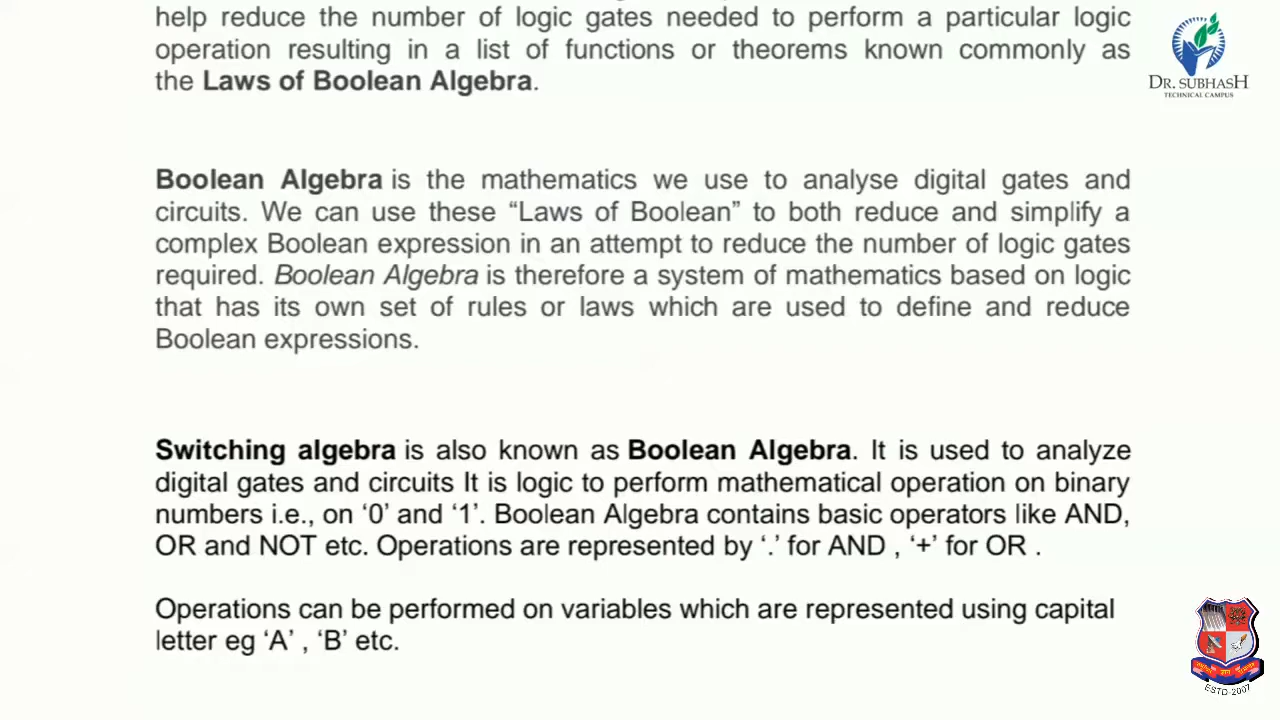 help reduce the number of logic gates needed to perform a particular logic
operation resulting in a list of functions or theorems known commonly as
the Laws of Boolean Algebra.
DR. SUBHASH
TECHNICAL CAMPUS
Boolean Algebra is the mathematics we use to analyse digital gates and
circuits. We can use these “Laws of Boolean” to both reduce and simplify a
complex Boolean expression in an attempt to reduce the number of logic gates
required. Boolean Algebra is therefore a system of mathematics based on logic
that has its own set of rules or laws which are used to define and reduce
Boolean expressions.
Switching algebra is also known as Boolean Algebra. It is used to analyze
digital gates and circuits It is logic to perform mathematical operation on binary
numbers i.e., on ‘0’ and ‘1’. Boolean Algebra contains basic operators like AND,
OR and NOT etc. Operations are represented by ‘.’ for AND , ‘+’ for OR .
Operations can be performed on variables which are represented using capital
letter eg ‘A’ , ‘B’ etc.
ESTD-2007